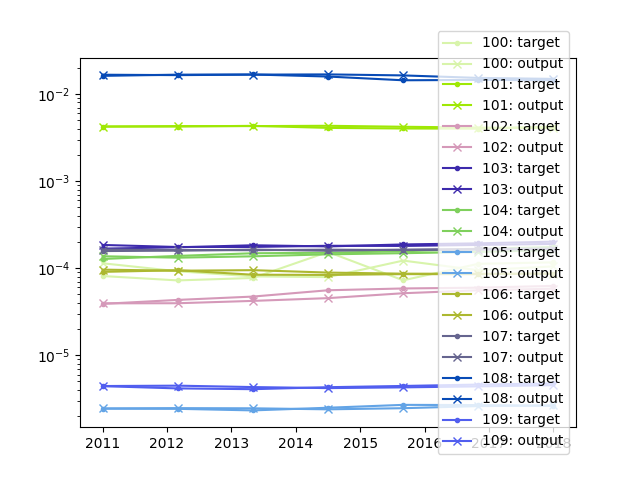 100: target
100: output
101: target
101: output
102: target
102: output
103: target
103: output
104: target
104: output
105: target
105: output
106: target
106: output
107: target
107: output
108: target
108: output
109: target
109: output
10⁻²
10⁻³
10⁻⁴
10⁻⁵
2011 2012 2013 2014 2015 2016 2017 2018